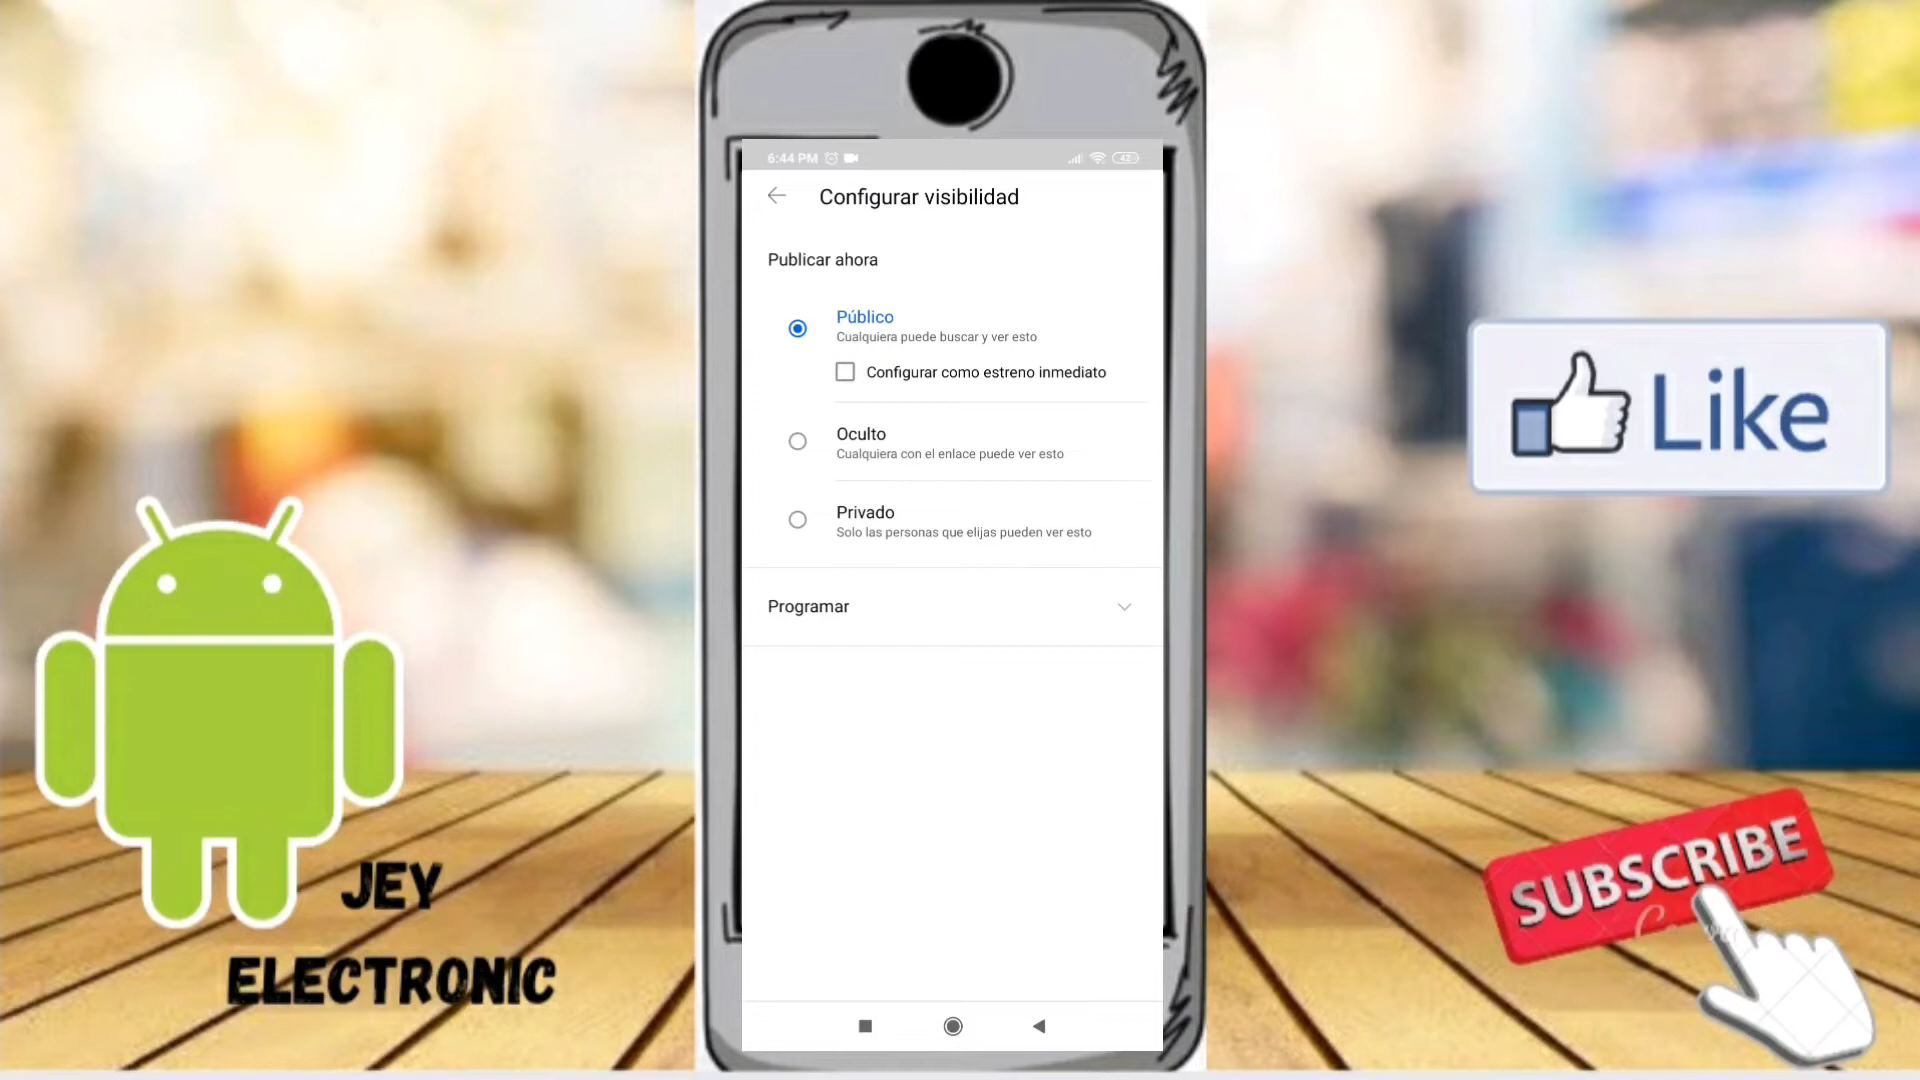 6:44 PM
42
Configurar visibilidad
Publicar ahora
Público
Cualquiera puede buscar y ver esto
Configurar como estreno inmediato
Oculto
Cualquiera con el enlace puede ver esto
Privado
Solo las personas que elijas pueden ver esto
Programar
Like
JEY
ELECTRONIC
SUBSCRIBE